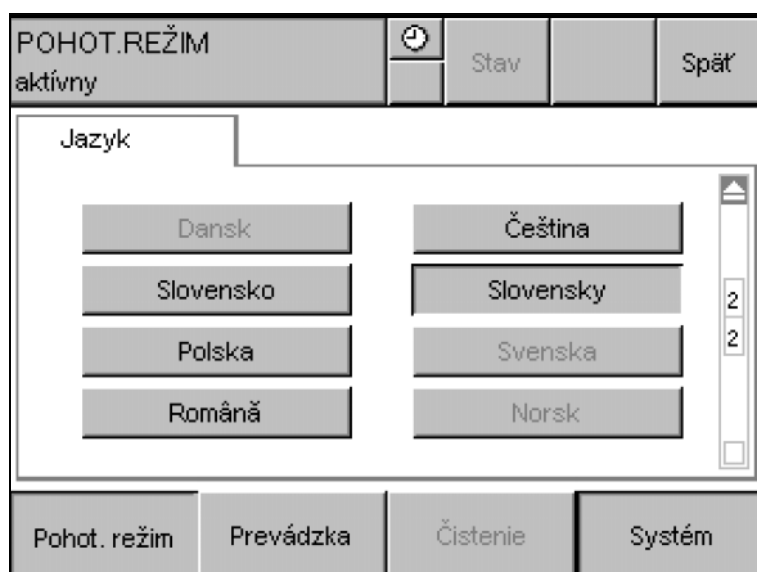 POHOT.REŽIM
aktívny
Stav
Späť
Jazyk
Dansk
Čeština
Slovensko
Slovensky
2
Polska
Svenska
2
Română
Norsk
Pohot. režim
Prevádzka
Čistenie
Systém